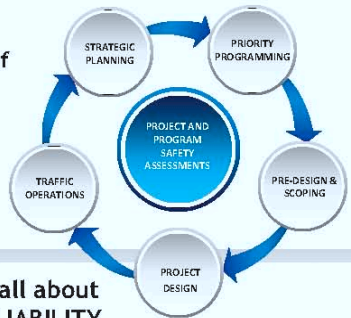 f
STRATEGIC
PLANNING
PRIORITY
PROGRAMMING
PROJECT AND
PROGRAM
SAFETY
ASSESSMENTS
TRAFFIC
OPERATIONS
PRE-DESIGN &
SCOPING
PROJECT
DESIGN
all about